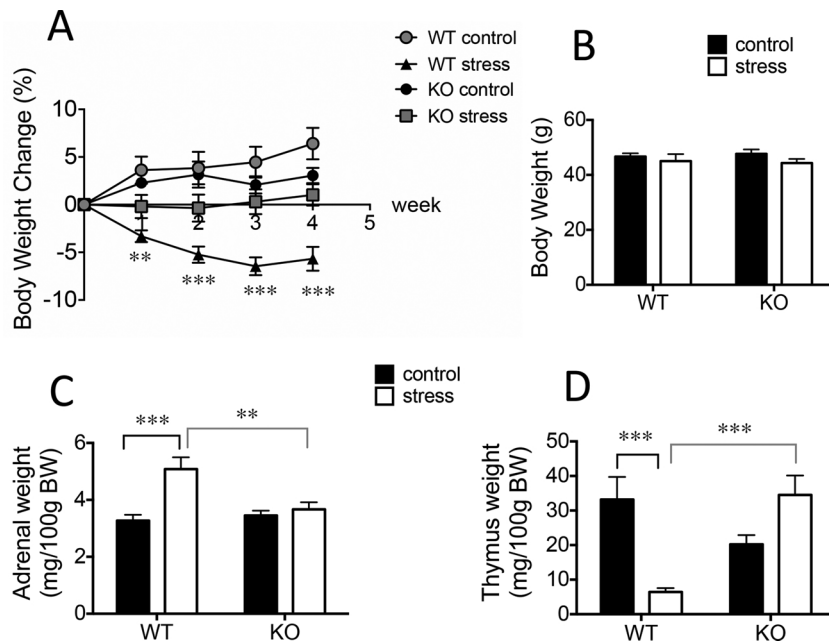 A
WT control
WT stress
KO control
KO stress
Body Weight Change (%)
10
5
0
-5
-10
2
3
4
5
week
**
***
***
***
B
control
stress
Body Weight (g)
60
40
20
0
WT
KO
C
control
stress
Adrenal weight
(mg/100g BW)
6
4
2
0
***
**
WT
KO
D
Thymus weight
(mg/100g BW)
50
40
30
20
10
0
***
***
WT
KO